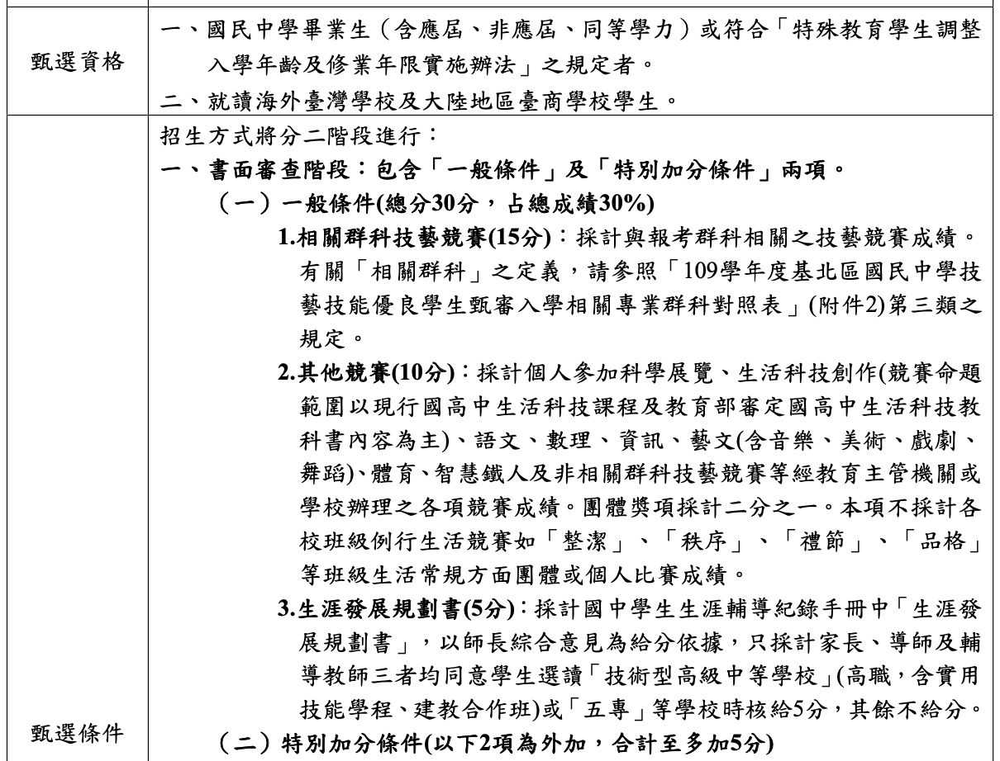 甄選資格
一、國民中學畢業生（含應屆、非應屆、同等學力）或符合「特殊教育學生調整
入學年齡及修業年限實施辦法」之規定者。
二、就讀海外臺灣學校及大陸地區臺商學校學生。
甄選條件
招生方式將分二階段進行：
一、書面審查階段：包含「一般條件」及「特別加分條件」兩項。
（一）一般條件(總分30分，占總成績30%)
1.相關群科技藝競賽(15分)：採計與報考群科相關之技藝競賽成績。
有關「相關群科」之定義，請參照「109學年度基北區國民中學技
藝技能優良學生甄審入學相關專業群科對照表」(附件2)第三類之
規定。
2.其他競賽(10分)：採計個人參加科學展覽、生活科技創作(競賽命題
範圍以現行國高中生活科技課程及教育部審定國高中生活科技教
科書內容為主)、語文、數理、資訊、藝文(含音樂、美術、戲劇、
舞蹈)、體育、智慧鐵人及非相關群科技藝競賽等經教育主管機關或
學校辦理之各項競賽成績。團體獎項採計二分之一。本項不採計各
校班級例行生活競賽如「整潔」、「秩序」、「禮節」、「品格」
等班級生活常規方面團體或個人比賽成績。
3.生涯發展規劃書(5分)：採計國中學生生涯輔導紀錄手冊中「生涯發
展規劃書」，以師長綜合意見為給分依據，只採計家長、導師及輔
導教師三者均同意學生選讀「技術型高級中等學校」(高職，含實用
技能學程、建教合作班)或「五專」等學校時核給5分，其餘不給分。
（二）特別加分條件(以下2項為外加，合計至多加5分)